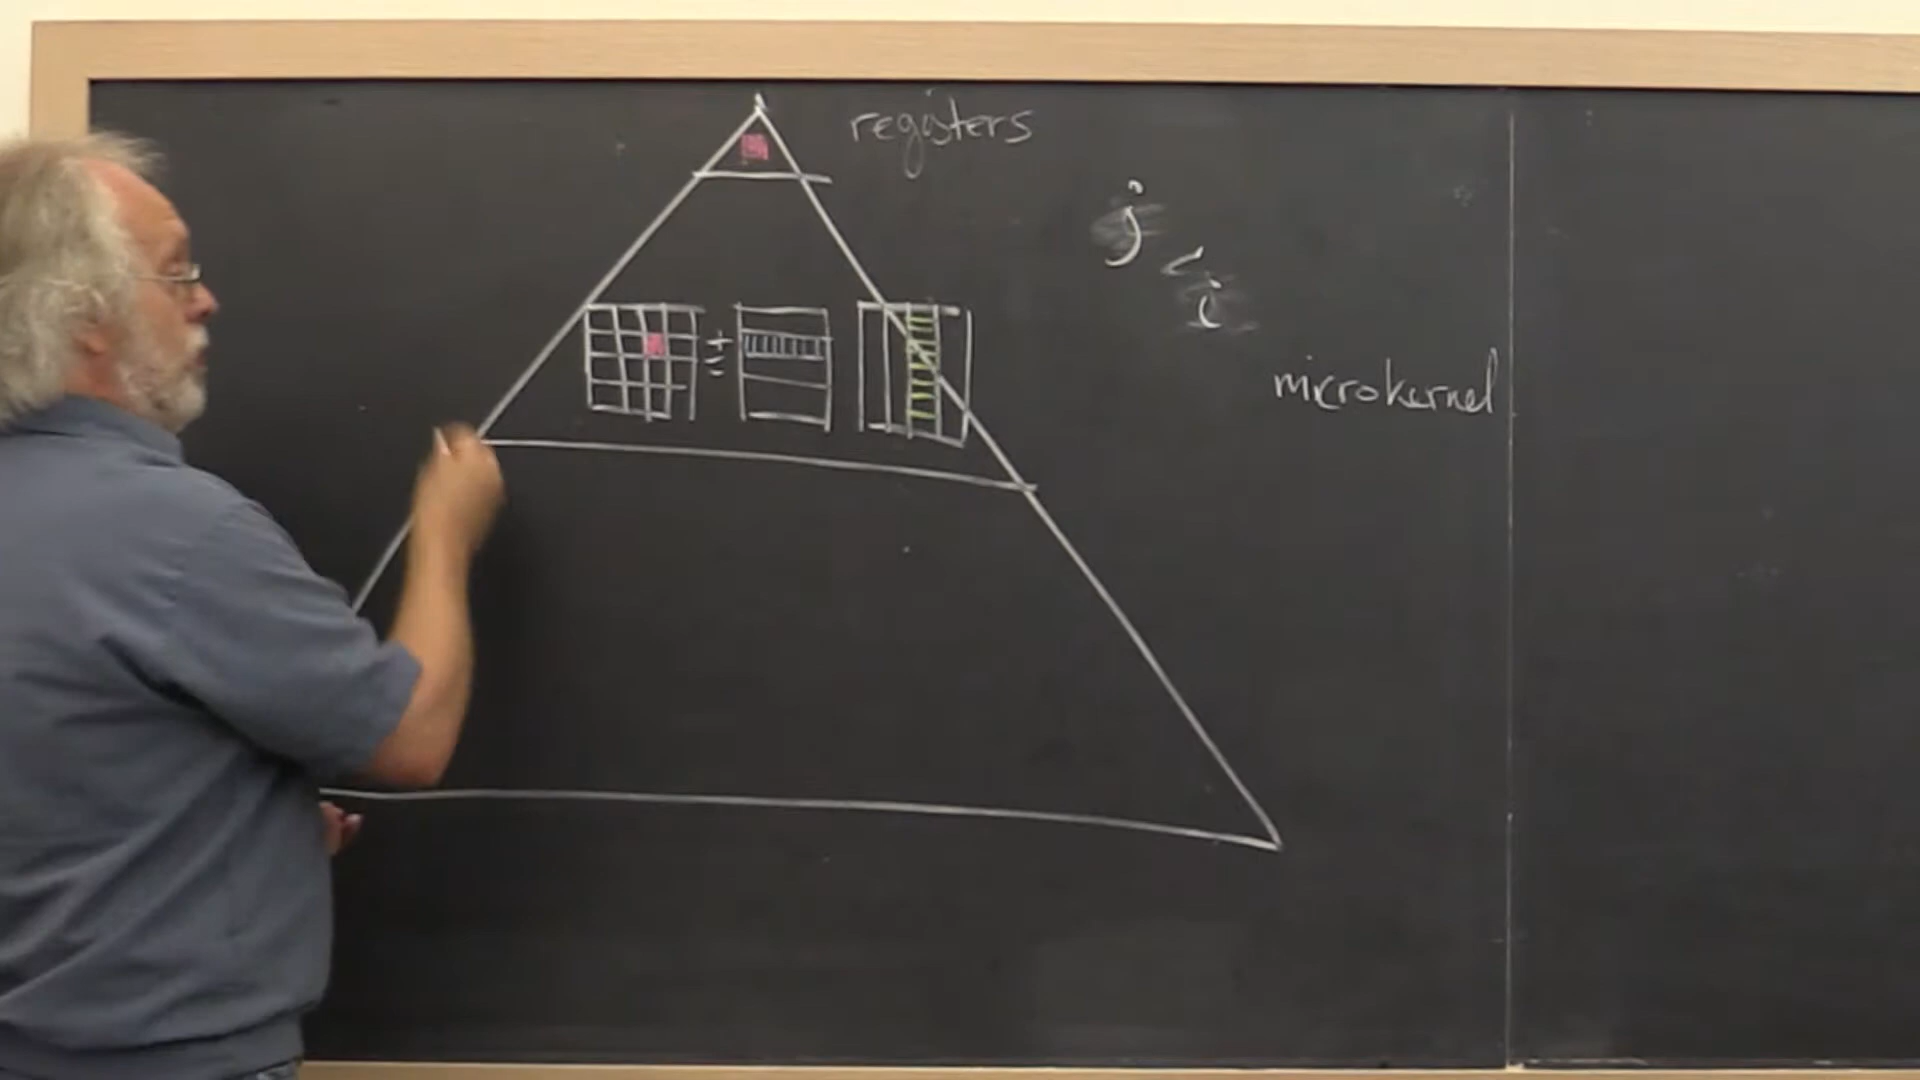 registers
j
i
+=
microkernel